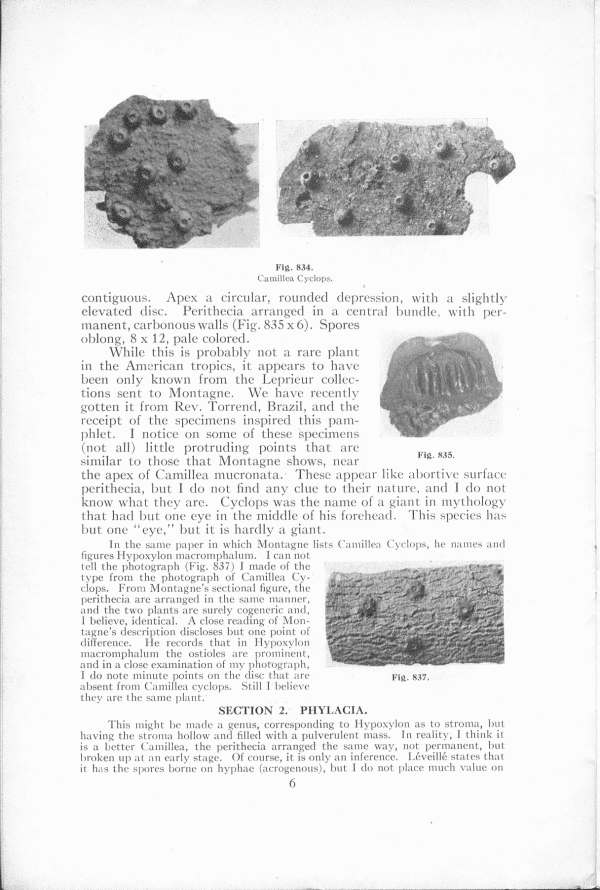 Fig. 834.
Camillea Cyclops.
contiguous. Apex a circular, rounded depression, with a slightly
elevated disc. Perithecia arranged in a central bundle, with per-
manent, carbonous walls (Fig. 835 x 6). Spores
oblong, 8 x 12, pale colored.
While this is probably not a rare plant
in the American tropics, it appears to have
been only known from the Leprieur collec-
tions sent to Montagne. We have recently
gotten it from Rev. Torrend, Brazil, and the
receipt of the specimens inspired this pam-
phlet. I notice on some of these specimens
(not all) little protruding points that are
similar to those that Montagne shows, near
Fig. 835.
the apex of Camillea mucronata. These appear like abortive surface
perithecia, but I do not find any clue to their nature, and I do not
know what they are. Cyclops was the name of a giant in mythology
that had but one eye in the middle of his forehead. This species has
but one "eye," but it is hardly a giant.
In the same paper in which Montagne lists Camillea Cyclops, he names and
figures Hypoxylon macromphalum. I can not
tell the photograph (Fig. 837) I made of the
type from the photograph of Camillea Cy-
clops. From Montagne's sectional figure, the
perithecia are arranged in the same manner,
and the two plants are surely cogeneric and,
I believe, identical. A close reading of Mon-
tagne's description discloses but one point of
difference. He records that in Hypoxylon
macromphalum the ostioles are prominent,
and in a close examination of my photograph,
I do note minute points on the disc that are
absent from Camillea cyclops. Still I believe
they are the same plant.
Fig. 837.
SECTION 2. PHYLACIA.
This might be made a genus, corresponding to Hypoxylon as to stroma, but
having the stroma hollow and filled with a pulverulent mass. In reality, I think it
is a better Camillea, the perithecia arranged the same way, not permanent, but
broken up at an early stage. Of course, it is only an inference. Léveillé states that
it has the spores borne on hyphae (acrogenous), but I do not place much value on
6